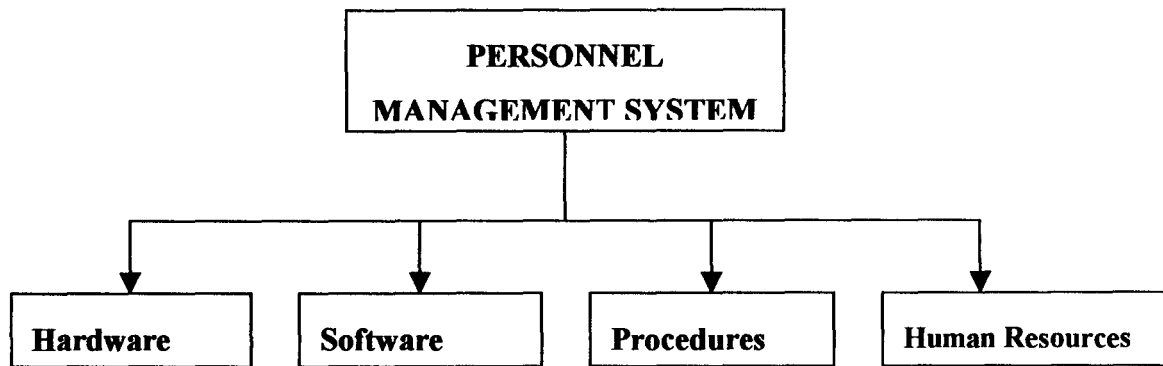 PERSONNEL
MANAGEMENT SYSTEM
Hardware
Software
Procedures
Human Resources